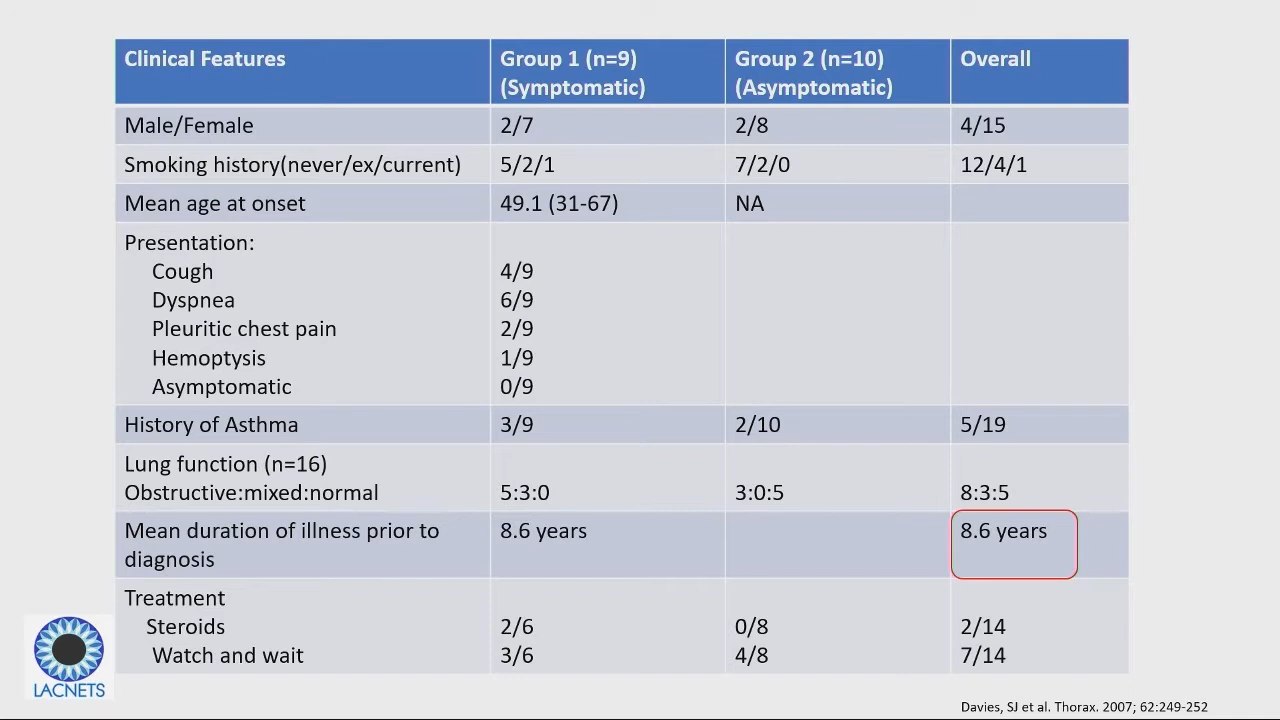 Clinical Features Group 1 (n=9) Group 2 (n=10) Overall
(Symptomatic) (Asymptomatic)
Male/Female 2/7 2/8 4/15
Smoking history(never/ex/current) 5/2/1 7/2/0 12/4/1
Mean age at onset 49.1 (31-67) NA
Presentation:
Cough 4/9
Dyspnea 6/9
Pleuritic chest pain 2/9
Hemoptysis 1/9
Asymptomatic 0/9
History of Asthma 3/9 2/10 5/19
Lung function (n=16)
Obstructive:mixed:normal 5:3:0 3:0:5 8:3:5
Mean duration of illness prior to 8.6 years 8.6 years
diagnosis
Treatment
Steroids 2/6 0/8 2/14
Watch and wait 3/6 4/8 7/14
LACNETS
Davies, SJ et al. Thorax. 2007; 62:249-252